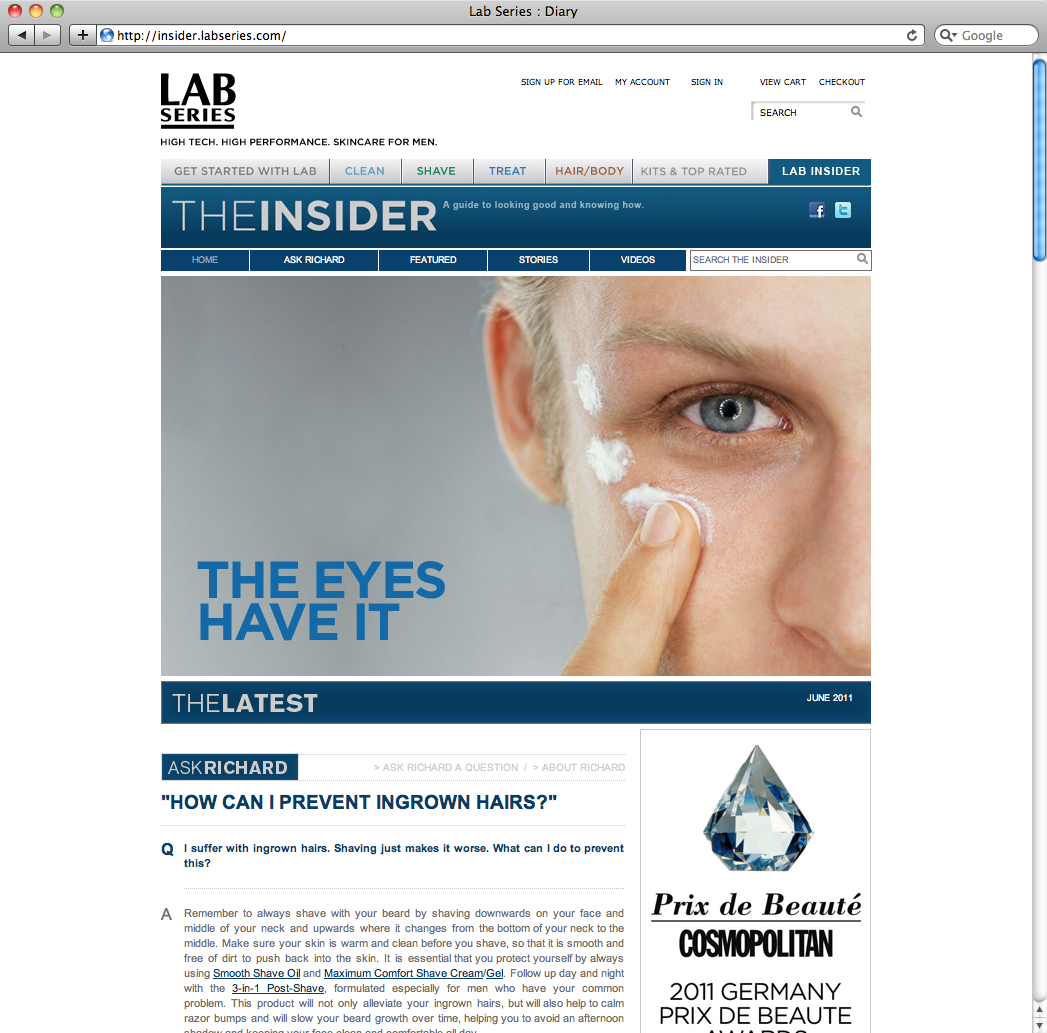 Lab Series : Diary
http://insider.labseries.com/
Google
LAB
SERIES
SIGN UP FOR EMAIL MY ACCOUNT SIGN IN VIEW CART CHECKOUT
SEARCH
HIGH TECH. HIGH PERFORMANCE. SKINCARE FOR MEN.
GET STARTED WITH LAB CLEAN SHAVE TREAT HAIR/BODY KITS & TOP RATED LAB INSIDER
THEINSIDER A guide to looking good and knowing how.
HOME ASK RICHARD FEATURED STORIES VIDEOS SEARCH THE INSIDER
THE EYES
HAVE IT
THELATEST JUNE 2011
ASKRICHARD > ASK RICHARD A QUESTION / > ABOUT RICHARD
"HOW CAN I PREVENT INGROWN HAIRS?"
Q I suffer with ingrown hairs. Shaving just makes it worse. What can I do to prevent
this?
A Remember to always shave with your beard by shaving downwards on your face and
middle of your neck and upwards where it changes from the bottom of your neck to the
middle. Make sure your skin is warm and clean before you shave, so that it is smooth and
free of dirt to push back into the skin. It is essential that you protect yourself by always
using Smooth Shave Oil and Maximum Comfort Shave Cream/Gel. Follow up day and night
with the 3-in-1 Post-Shave, formulated especially for men who have your common
problem. This product will not only alleviate your ingrown hairs, but will also help to calm
razor bumps and will slow your beard growth over time, helping you to avoid an afternoon
shadow and keeping your face clean and comfortable all day.
Prix de Beauté
COSMOPOLITAN
2011 GERMANY
PRIX DE BEAUTE
AWARDS